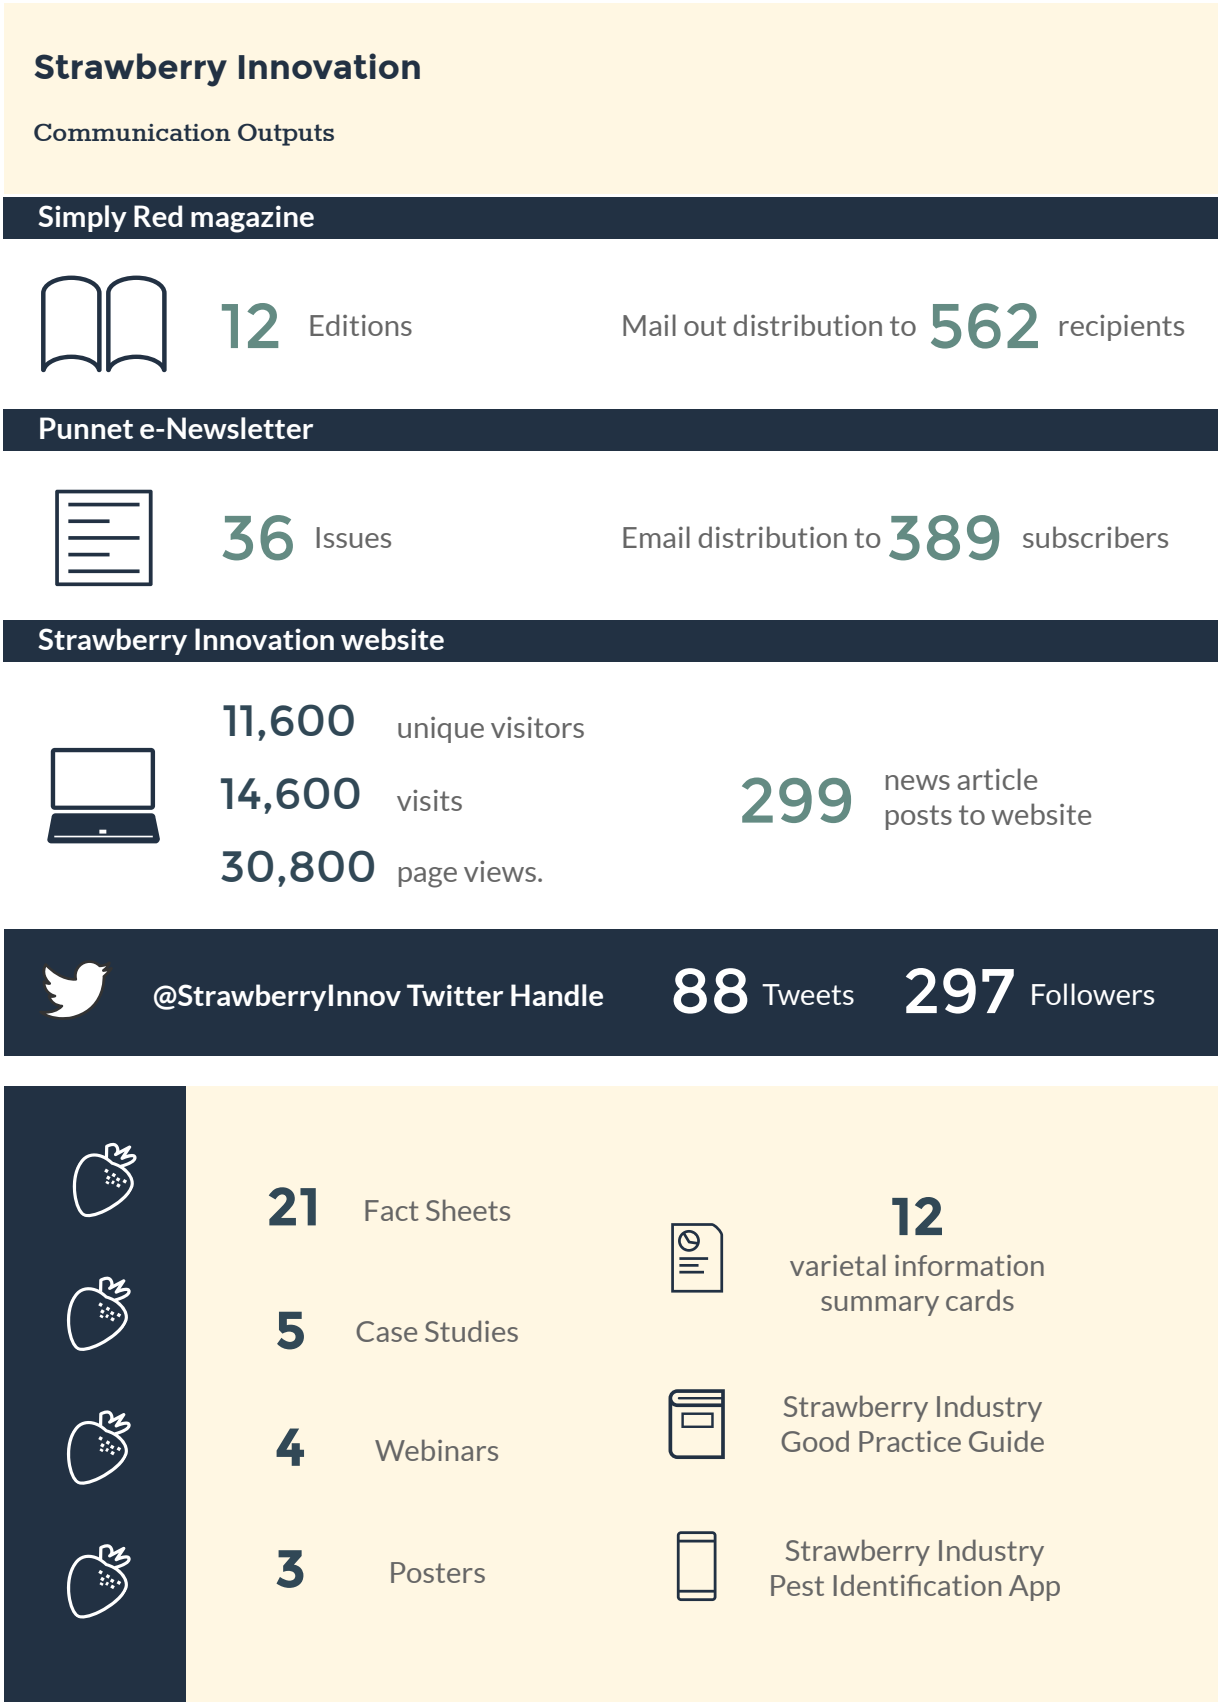 Strawberry Innovation
Communication Outputs
Simply Red magazine
12 Editions
Mail out distribution to 562 recipients
Punnet e-Newsletter
36 Issues
Email distribution to 389 subscribers
Strawberry Innovation website
11,600 unique visitors
14,600 visits
30,800 page views.
299 news article
posts to website
@StrawberryInnov Twitter Handle
88 Tweets
297 Followers
21 Fact Sheets
5 Case Studies
4 Webinars
3 Posters
12
varietal information
summary cards
Strawberry Industry
Good Practice Guide
Strawberry Industry
Pest Identification App